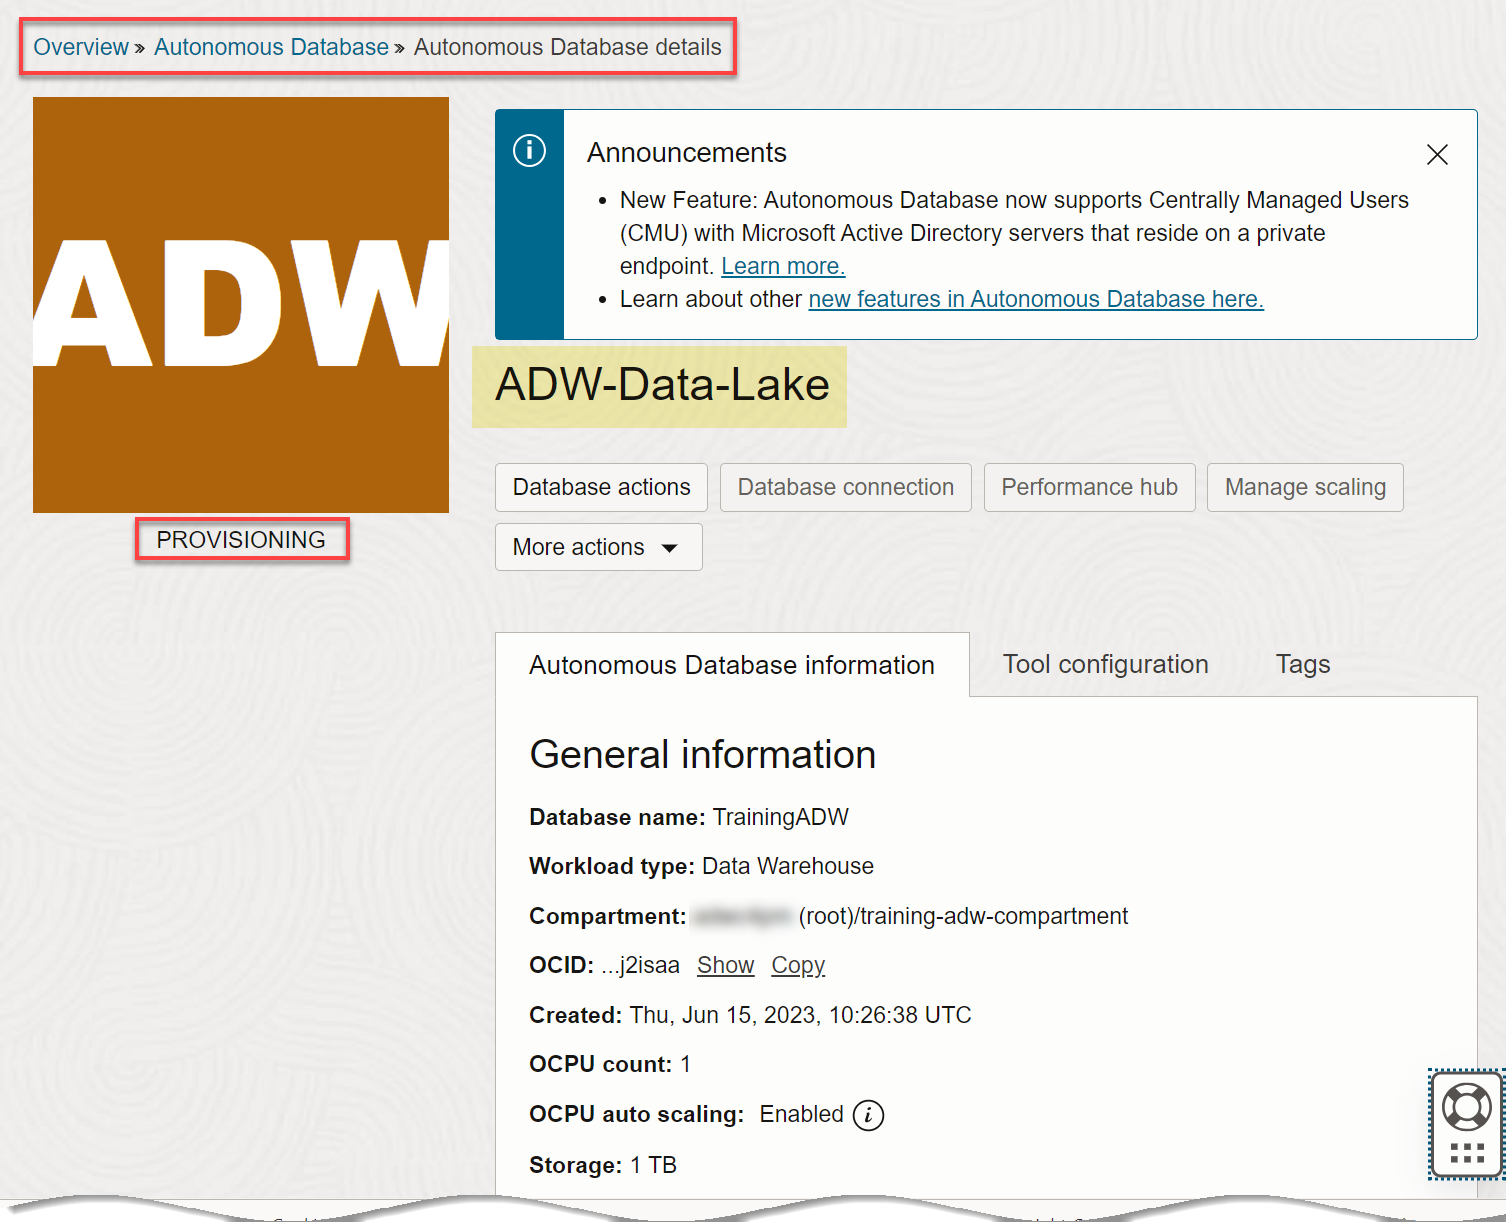 Overview » Autonomous Database » Autonomous Database details
ADW
PROVISIONING
Announcements
• New Feature: Autonomous Database now supports Centrally Managed Users
(CMU) with Microsoft Active Directory servers that reside on a private
endpoint. Learn more.
• Learn about other new features in Autonomous Database here.
ADW-Data-Lake
Database actions
Database connection
Performance hub
Manage scaling
More actions
Autonomous Database information
Tool configuration
Tags
General information
Database name: TrainingADW
Workload type: Data Warehouse
Compartment: (root)/training-adw-compartment
OCID: ...j2isaa Show Copy
Created: Thu, Jun 15, 2023, 10:26:38 UTC
OCPU count: 1
OCPU auto scaling: Enabled
Storage: 1 TB